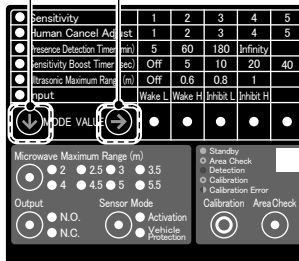 Sensitivity 1 2 3 4 5
Human Cancel Adjust 1 2 3 4 5
Presence Detection Timer (min) 5 60 180 Infinity
Sensitivity Boost Timer (sec) Off 5 10 20 40
Ultrasonic Maximum Range (m) Off 0.6 0.8 1
Input Wake L Wake H Inhibit L Inhibit H
MODE VALUE
Microwave Maximum Range (m)
2 2.5 3 3.5
4 4.5 5 5.5
Output Sensor Mode
N.O. Activation
N.C. Vehicle Protection
Standby
Area Check
Detection
Calibration
Calibration Error
Calibration Area Check